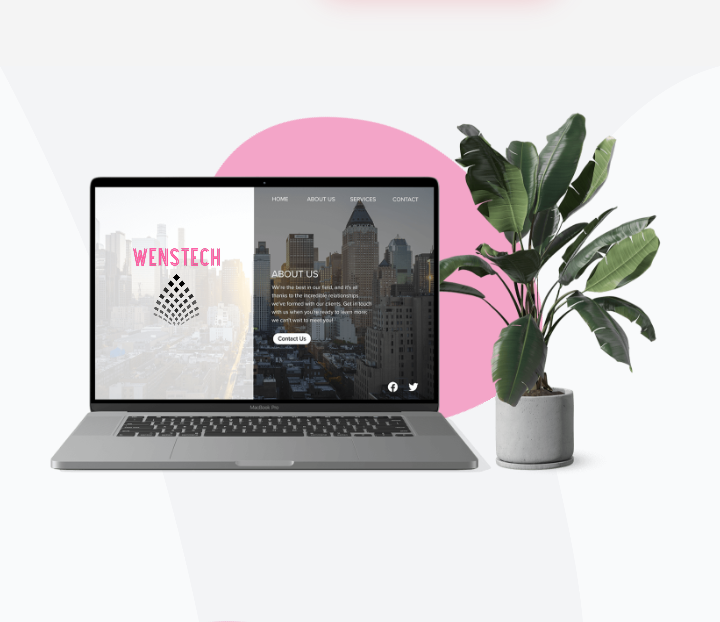 HOME ABOUT US SERVICES CONTACT
WENSTECH
ABOUT US
We're the best in our field, and it's all
thanks to the incredible relationships
we've formed with our clients. Get in touch
with us when you're ready to learn more;
we can't wait to meet you!
Contact Us
MacBook Pro